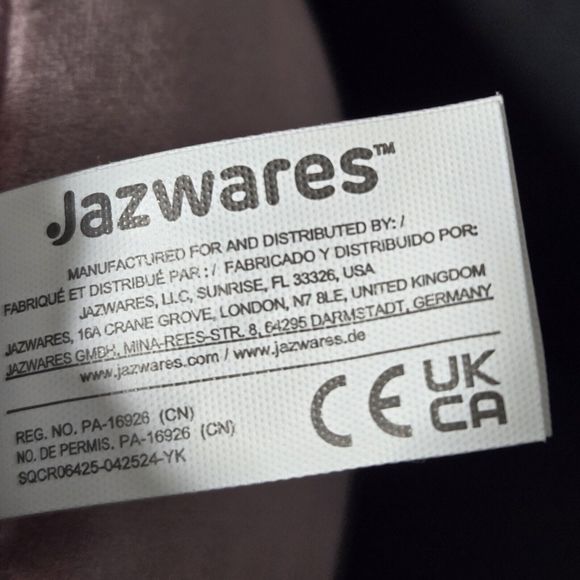 Jazwares™
MANUFACTURED FOR AND DISTRIBUTED BY: /
FABRIQUÉ ET DISTRIBUÉ PAR : / FABRICADO Y DISTRIBUIDO POR:
JAZWARES, LLC, SUNRISE, FL 33326, USA
JAZWARES, 16A CRANE GROVE, LONDON, N7 8LE, UNITED KINGDOM
JAZWARES GMBH, MINA-REES-STR. 8, 64295 DARMSTADT, GERMANY
www.jazwares.com / www.jazwares.de
REG. NO. PA-16926 (CN)
NO. DE PERMIS. PA-16926 (CN)
SQCR06425-042524-YK
CE
UK
CA